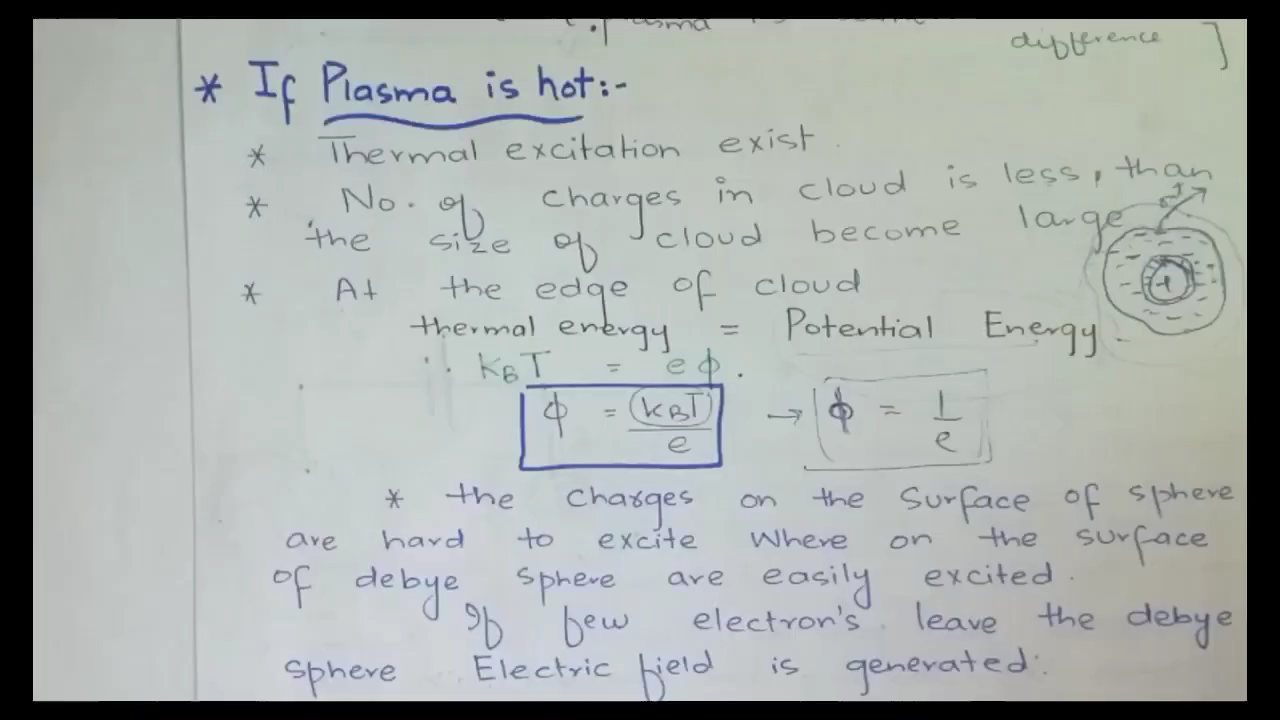 plasma
difference ]
* If Plasma is hot:-
* Thermal excitation exist.
* No. of charges in cloud is less, than
the size of cloud become large
* At the edge of cloud
thermal energy = Potential Energy.
∴ KBT = eϕ.
ϕ = KBT/e → ϕ = 1/e
* the charges on the surface of sphere
are hard to excite where on the surface
of debye sphere are easily excited.
If few electron's leave the debye
sphere Electric field is generated.
+